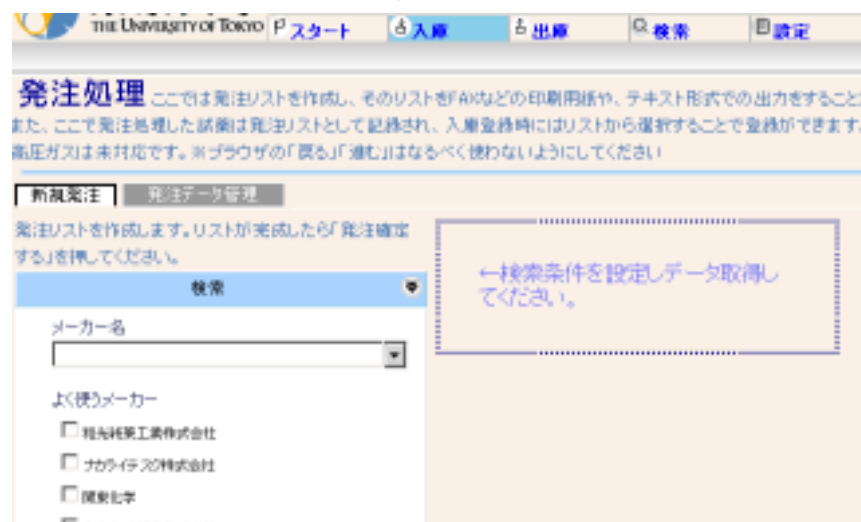 THE UNIVERSITY OF TOKYO スタート 入庫 出庫 検索 設定
発注処理 ここでは発注リストを作成し、そのリストをFAXなどの印刷用紙や、テキスト形式での出力をすること
また、ここで発注処理した試薬は発注リストとして記録され、入庫登録時にはリストから選択することで登録ができます。
高圧ガスは未対応です。※ブラウザの「戻る」「進む」はなるべく使わないようにしてください
新規発注 発注データ管理
発注リストを作成します。リストが完成したら「発注確定
する」を押してください。
検索
←検索条件を設定しデータ取得し
てください。
メーカー名
よく使うメーカー
和光純薬工業株式会社
ナカライテスク株式会社
関東化学